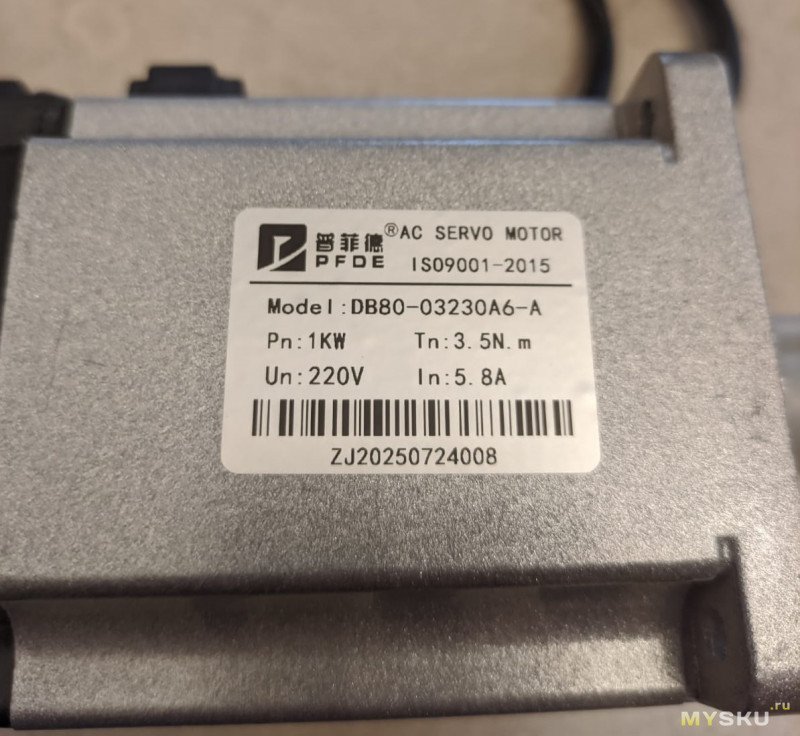 普菲德® AC SERVO MOTOR
PFDE ISO9001-2015
Model:DB80-03230A6-A
Pn:1KW Tn:3.5N.m
Un:220V In:5.8A
ZJ20250724008
MYSKU.ru